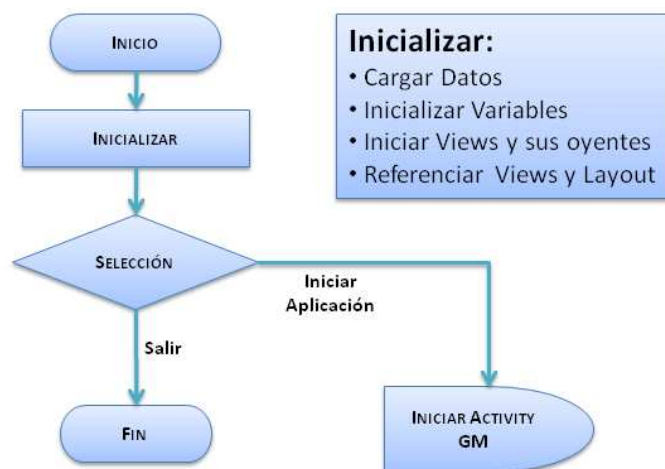 INICIO
INICIALIZAR
SELECCIÓN
Iniciar
Aplicación
Salir
FIN
INICIAR ACTIVITY
GM
Inicializar:
• Cargar Datos
• Inicializar Variables
• Iniciar Views y sus oyentes
• Referenciar Views y Layout